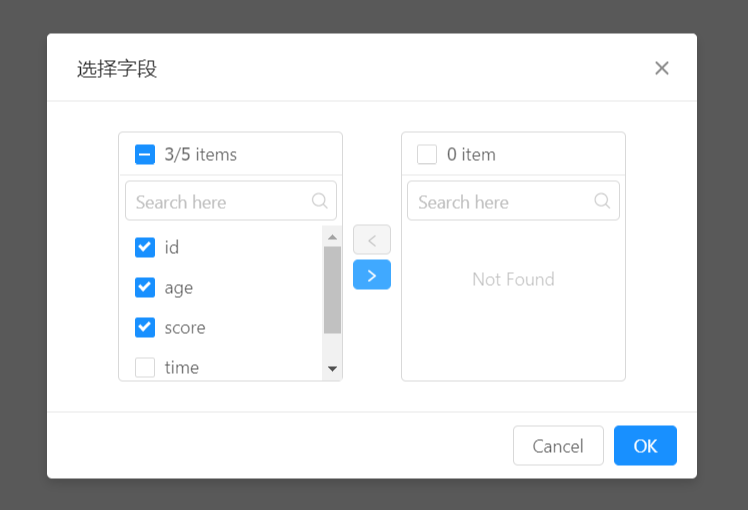 选择字段
3/5 items
0 item
Search here
Search here
id
age
score
time
Not Found
Cancel
OK